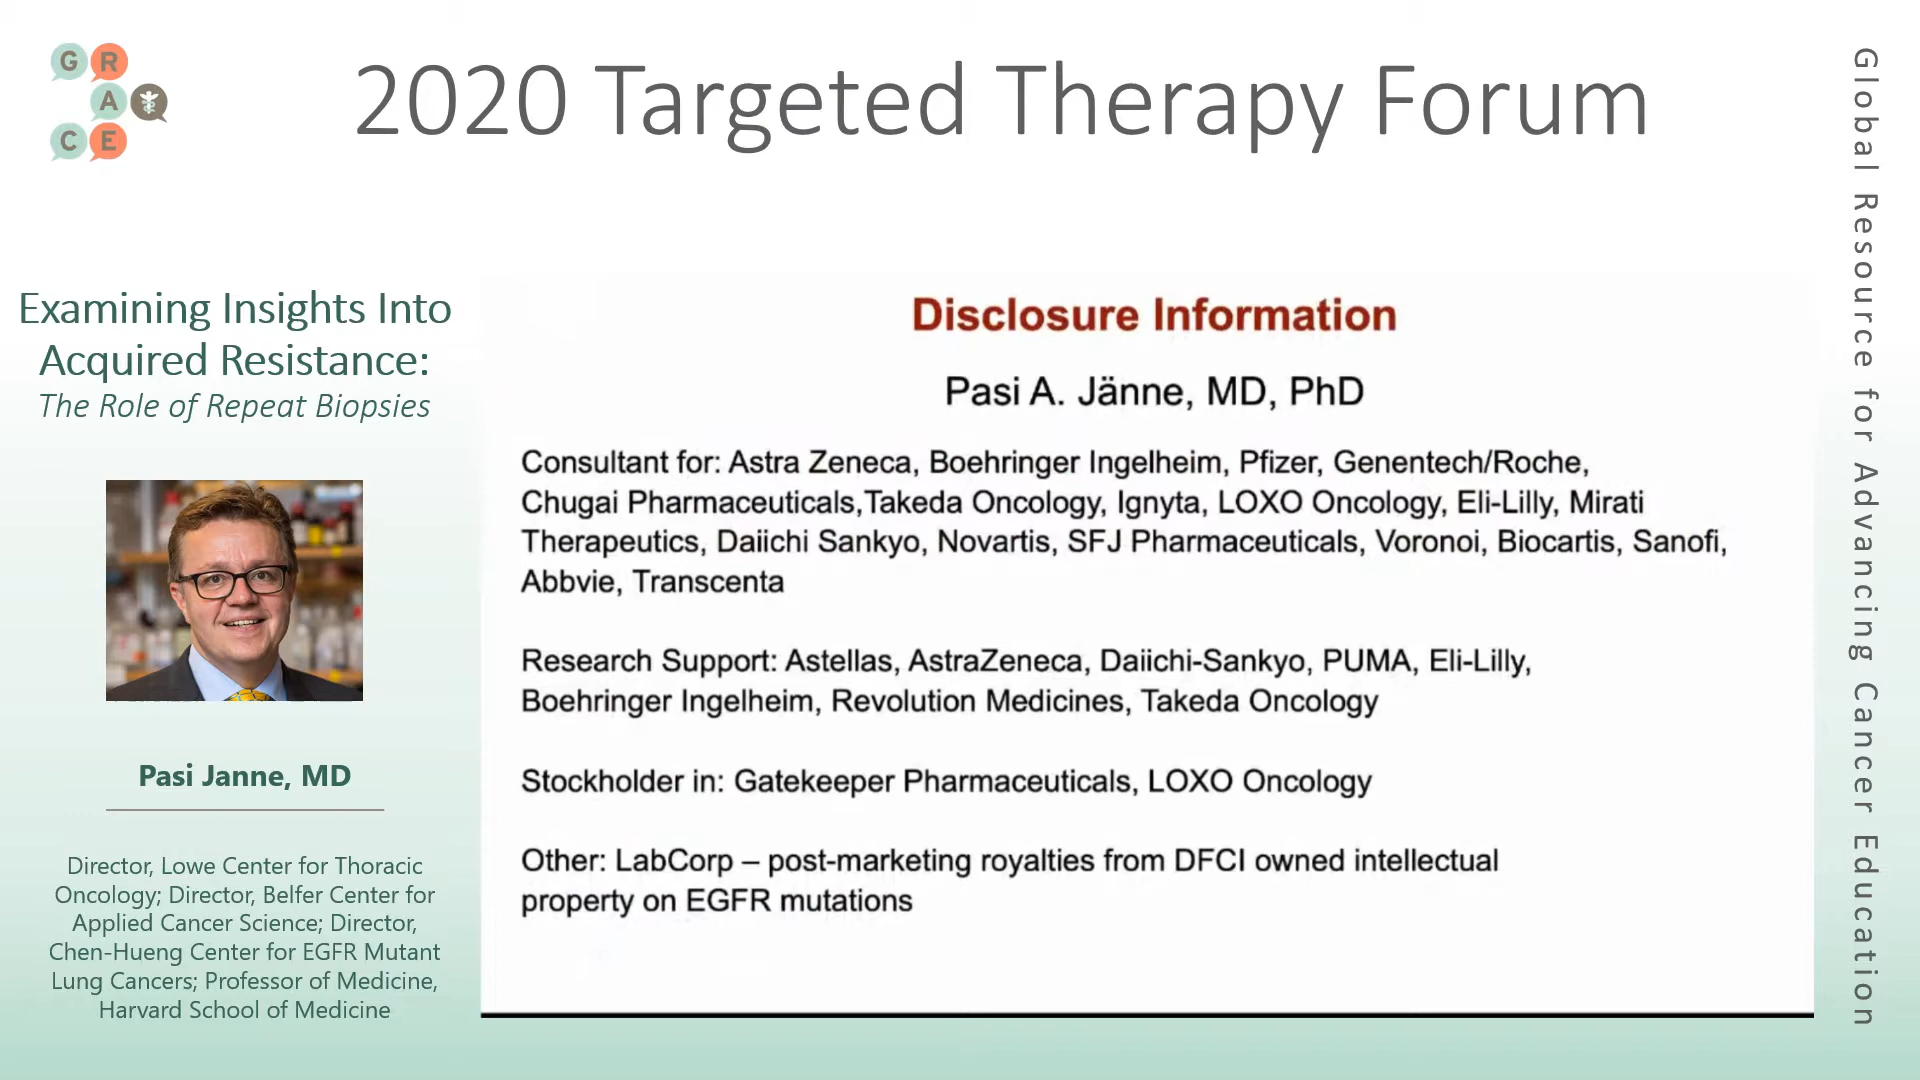 G R
A
C E
2020 Targeted Therapy Forum
Examining Insights Into
Acquired Resistance:
The Role of Repeat Biopsies
Pasi Janne, MD
Director, Lowe Center for Thoracic
Oncology; Director, Belfer Center for
Applied Cancer Science; Director,
Chen-Hueng Center for EGFR Mutant
Lung Cancers; Professor of Medicine,
Harvard School of Medicine
Disclosure Information
Pasi A. Jänne, MD, PhD
Consultant for: Astra Zeneca, Boehringer Ingelheim, Pfizer, Genentech/Roche,
Chugai Pharmaceuticals,Takeda Oncology, Ignyta, LOXO Oncology, Eli-Lilly, Mirati
Therapeutics, Daiichi Sankyo, Novartis, SFJ Pharmaceuticals, Voronoi, Biocartis, Sanofi,
Abbvie, Transcenta
Research Support: Astellas, AstraZeneca, Daiichi-Sankyo, PUMA, Eli-Lilly,
Boehringer Ingelheim, Revolution Medicines, Takeda Oncology
Stockholder in: Gatekeeper Pharmaceuticals, LOXO Oncology
Other: LabCorp – post-marketing royalties from DFCI owned intellectual
property on EGFR mutations
Global Resource for Advancing Cancer Education